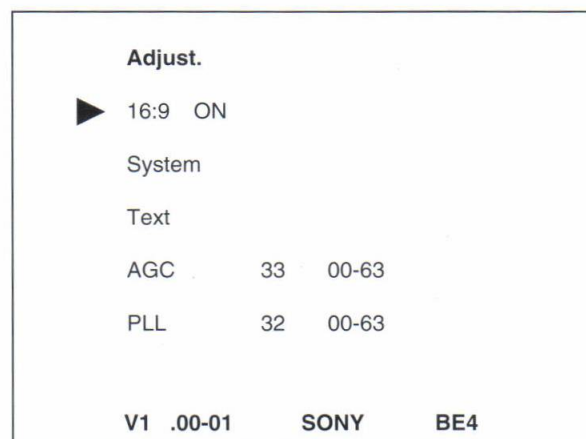 Adjust.
16:9 ON
System
Text
AGC 33 00-63
PLL 32 00-63
V1 .00-01 SONY BE4